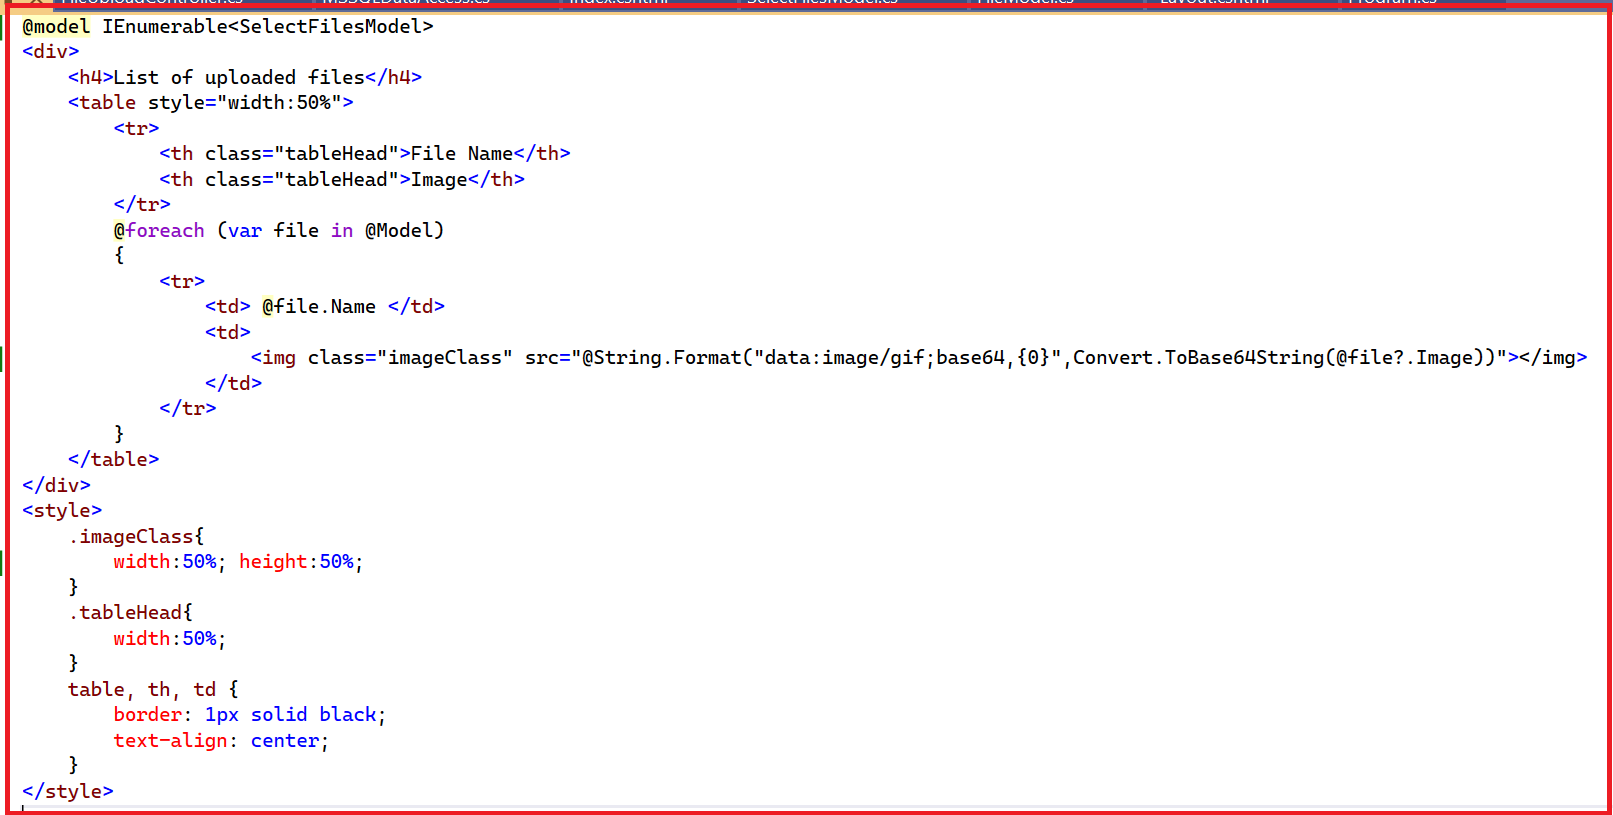 @model IEnumerable<SelectFilesModel>
<div>
    <h4>List of uploaded files</h4>
    <table style="width:50%">
        <tr>
            <th class="tableHead">File Name</th>
            <th class="tableHead">Image</th>
        </tr>
        @foreach (var file in @Model)
        {
            <tr>
                <td> @file.Name </td>
                <td>
                    <img class="imageClass" src="@String.Format("data:image/gif;base64,{0}",Convert.ToBase64String(@file?.Image))"></img>
                </td>
            </tr>
        }
    </table>
</div>
<style>
    .imageClass{
        width:50%; height:50%;
    }
    .tableHead{
        width:50%;
    }
    table, th, td {
        border: 1px solid black;
        text-align: center;
    }
</style>